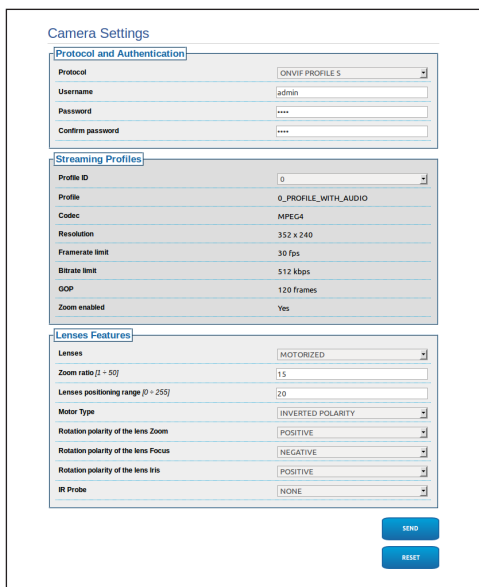 Camera Settings
Protocol and Authentication
Protocol ONVIF PROFILE S
Username admin
Password ••••
Confirm password ••••
Streaming Profiles
Profile ID 0
Profile 0_PROFILE_WITH_AUDIO
Codec MPEG4
Resolution 352 x 240
Framerate limit 30 fps
Bitrate limit 512 kbps
GOP 120 frames
Zoom enabled Yes
Lenses Features
Lenses MOTORIZED
Zoom ratio [1 ÷ 50] 15
Lenses positioning range [0 ÷ 255] 20
Motor Type INVERTED POLARITY
Rotation polarity of the lens Zoom POSITIVE
Rotation polarity of the lens Focus NEGATIVE
Rotation polarity of the lens Iris POSITIVE
IR Probe NONE
SEND
RESET